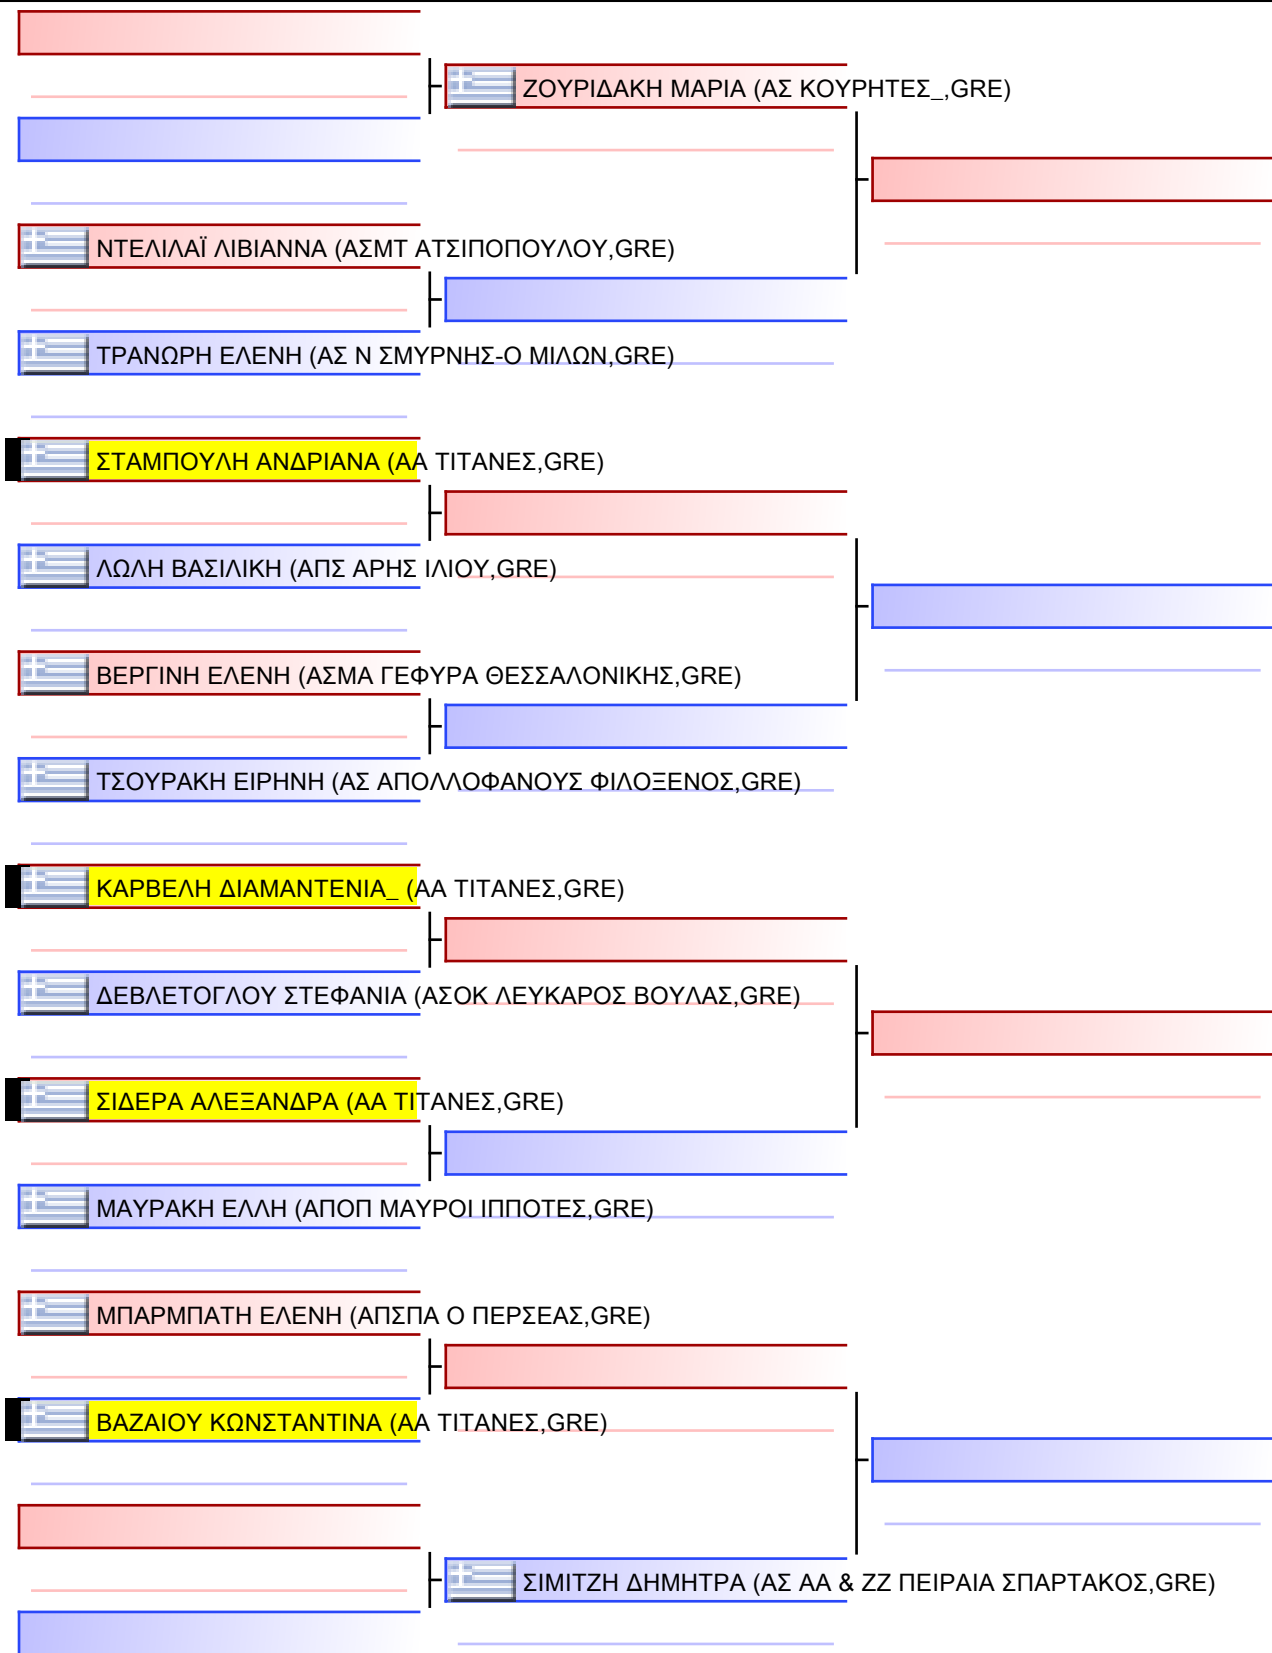 ΖΟΥΡΙΔΑΚΗ ΜΑΡΙΑ (ΑΣ ΚΟΥΡΗΤΕΣ_,GRE)
ΝΤΕΛΙΛΑΪ ΛΙΒΙΑΝΝΑ (ΑΣΜΤ ΑΤΣΙΠΟΠΟΥΛΟΥ,GRE)
ΤΡΑΝΩΡΗ ΕΛΕΝΗ (ΑΣ Ν ΣΜΥΡΝΗΣ-Ο ΜΙΛΩΝ,GRE)
ΣΤΑΜΠΟΥΛΗ ΑΝΔΡΙΑΝΑ (ΑΑ ΤΙΤΑΝΕΣ,GRE)
ΛΩΛΗ ΒΑΣΙΛΙΚΗ (ΑΠΣ ΑΡΗΣ ΙΛΙΟΥ,GRE)
ΒΕΡΓΙΝΗ ΕΛΕΝΗ (ΑΣΜΑ ΓΕΦΥΡΑ ΘΕΣΣΑΛΟΝΙΚΗΣ,GRE)
ΤΣΟΥΡΑΚΗ ΕΙΡΗΝΗ (ΑΣ ΑΠΟΛΛΟΦΑΝΟΥΣ ΦΙΛΟΞΕΝΟΣ,GRE)
ΚΑΡΒΕΛΗ ΔΙΑΜΑΝΤΕΝΙΑ_ (ΑΑ ΤΙΤΑΝΕΣ,GRE)
ΔΕΒΛΕΤΟΓΛΟΥ ΣΤΕΦΑΝΙΑ (ΑΣΟΚ ΛΕΥΚΑΡΟΣ ΒΟΥΛΑΣ,GRE)
ΣΙΔΕΡΑ ΑΛΕΞΑΝΔΡΑ (ΑΑ ΤΙΤΑΝΕΣ,GRE)
ΜΑΥΡΑΚΗ ΕΛΛΗ (ΑΠΟΠ ΜΑΥΡΟΙ ΙΠΠΟΤΕΣ,GRE)
ΜΠΑΡΜΠΑΤΗ ΕΛΕΝΗ (ΑΠΣΠΑ Ο ΠΕΡΣΕΑΣ,GRE)
ΒΑΖΑΙΟΥ ΚΩΝΣΤΑΝΤΙΝΑ (ΑΑ ΤΙΤΑΝΕΣ,GRE)
ΣΙΜΙΤΖΗ ΔΗΜΗΤΡΑ (ΑΣ ΑΑ & ΖΖ ΠΕΙΡΑΙΑ ΣΠΑΡΤΑΚΟΣ,GRE)